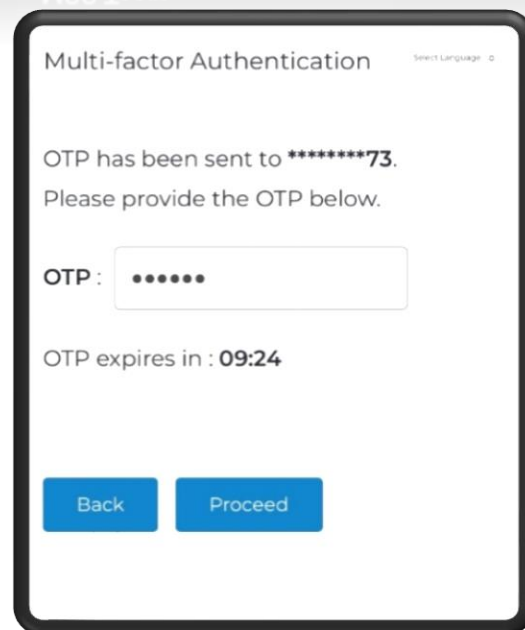 Multi-factor Authentication
Select Language
OTP has been sent to ********73.
Please provide the OTP below.
OTP : ••••••
OTP expires in : 09:24
Back
Proceed